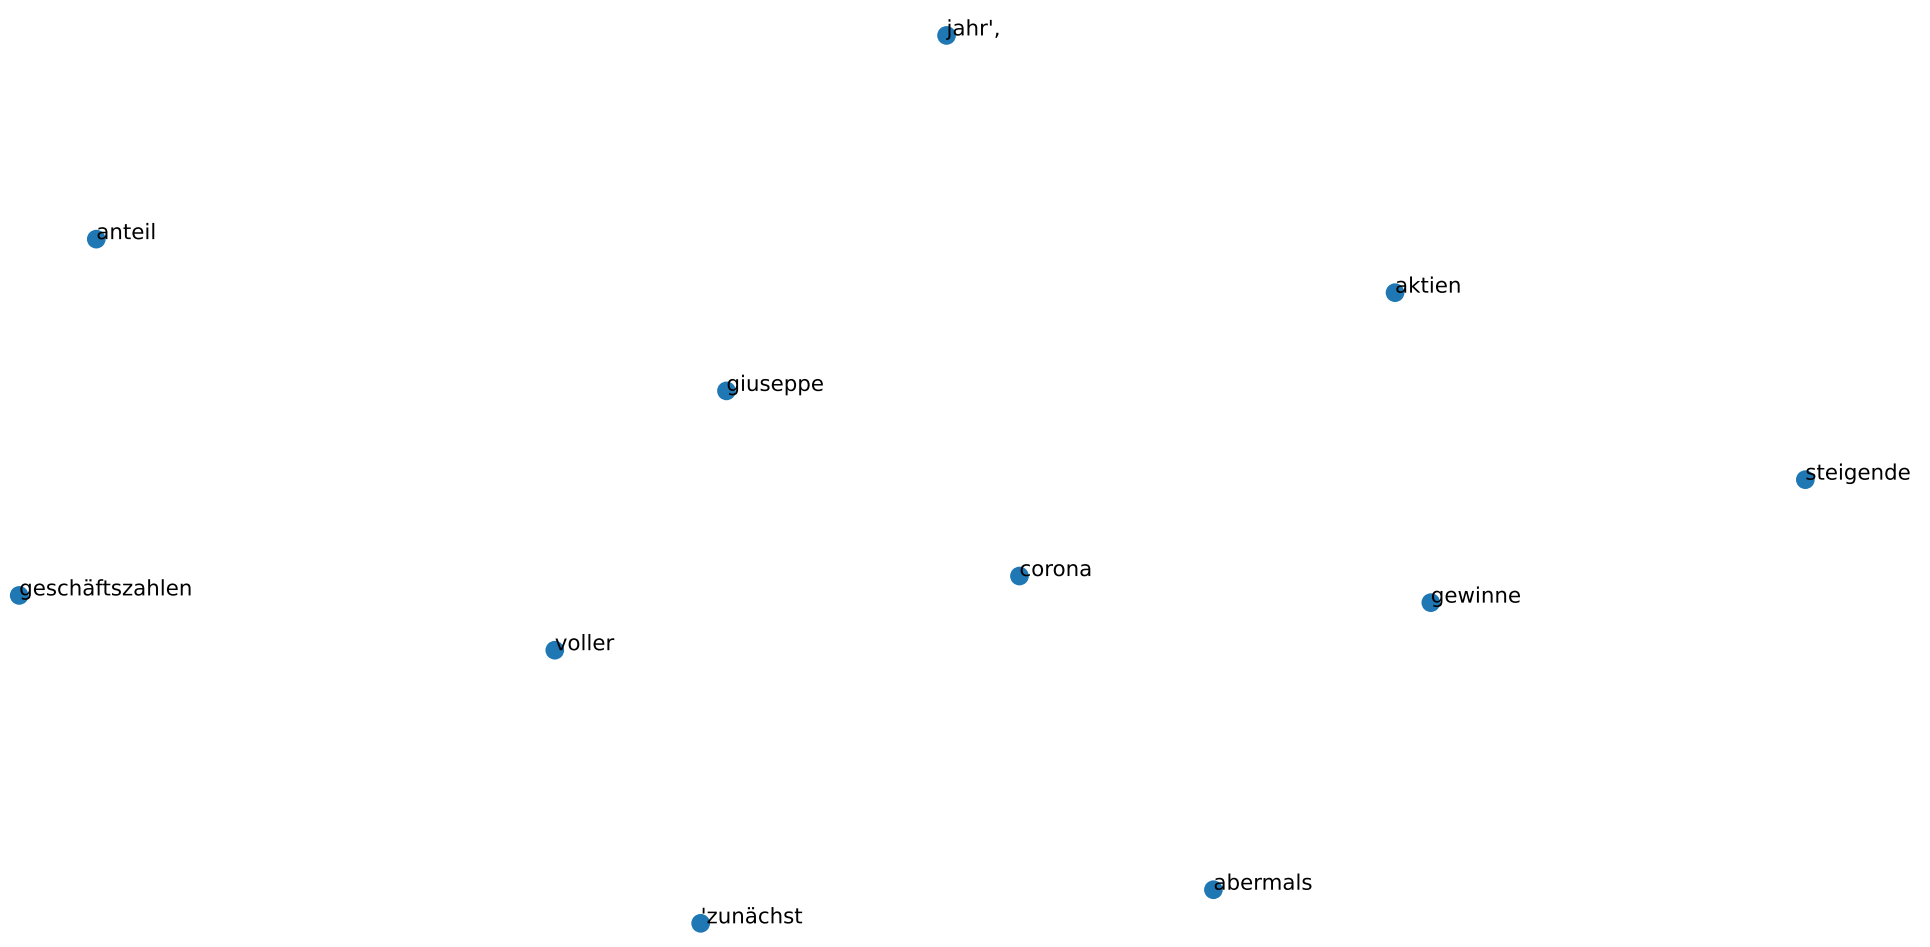 jahr',
anteil
aktien
giuseppe
steigende
corona
geschäftszahlen
gewinne
voller
abermals
'zunächst